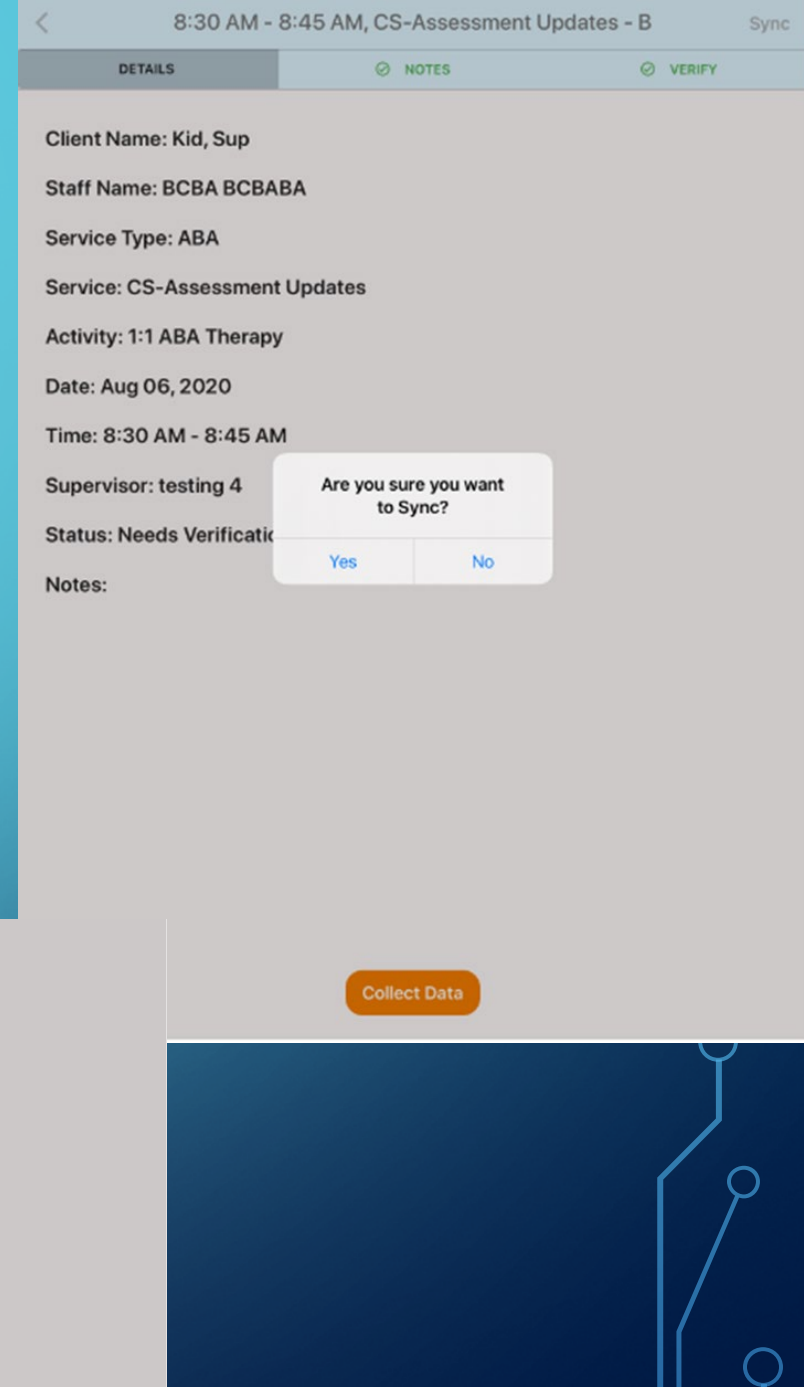 8:30 AM - 8:45 AM, CS-Assessment Updates - B Sync
DETAILS NOTES VERIFY
Client Name: Kid, Sup
Staff Name: BCBA BCBABA
Service Type: ABA
Service: CS-Assessment Updates
Activity: 1:1 ABA Therapy
Date: Aug 06, 2020
Time: 8:30 AM - 8:45 AM
Supervisor: testing 4
Status: Needs Verificatio
Notes:
Are you sure you want
to Sync?
Yes No
Collect Data